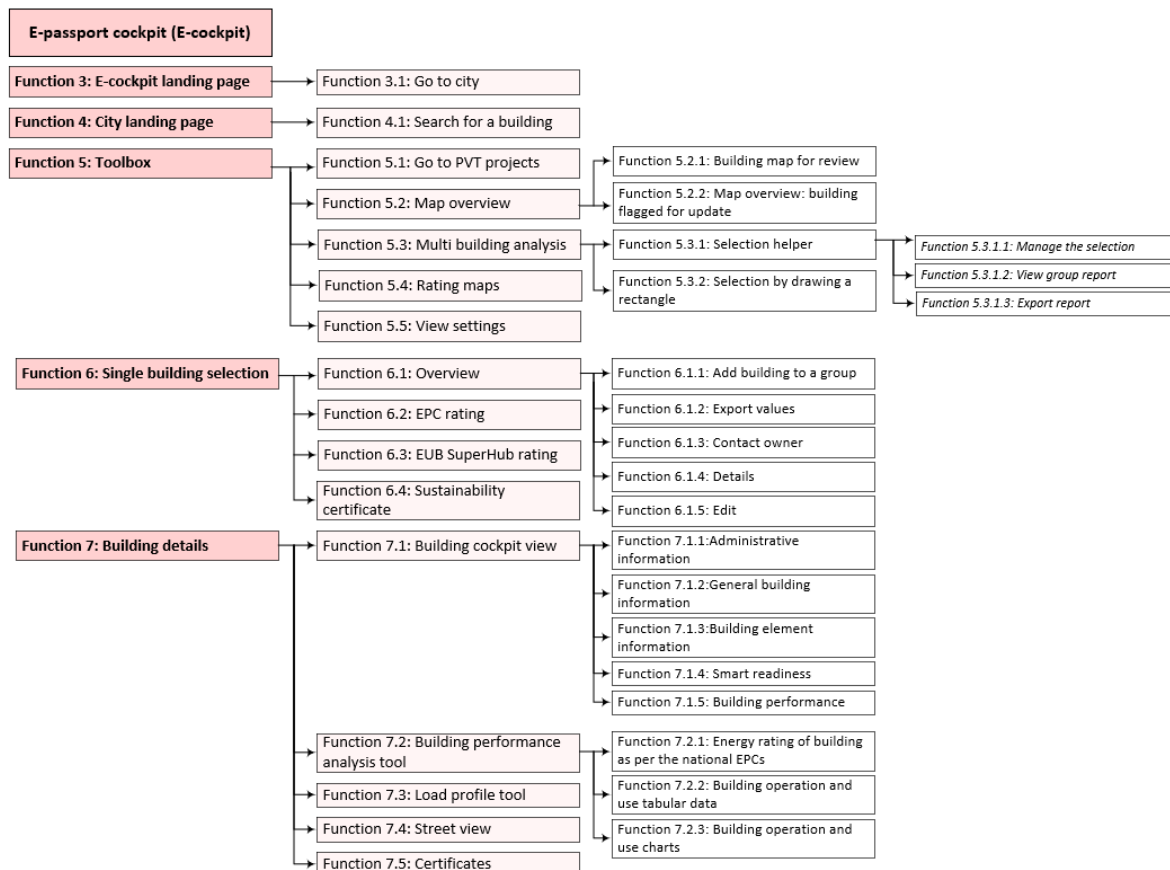 E-passport cockpit (E-cockpit)
Function 3: E-cockpit landing page
Function 3.1: Go to city
Function 4: City landing page
Function 4.1: Search for a building
Function 5: Toolbox
Function 5.1: Go to PVT projects
Function 5.2: Map overview
Function 5.2.1: Building map for review
Function 5.2.2: Map overview: building
flagged for update
Function 5.3: Multi building analysis
Function 5.3.1: Selection helper
Function 5.3.1.1: Manage the selection
Function 5.3.1.2: View group report
Function 5.3.1.3: Export report
Function 5.3.2: Selection by drawing a
rectangle
Function 5.4: Rating maps
Function 5.5: View settings
Function 6: Single building selection
Function 6.1: Overview
Function 6.1.1: Add building to a group
Function 6.1.2: Export values
Function 6.1.3: Contact owner
Function 6.1.4: Details
Function 6.1.5: Edit
Function 6.2: EPC rating
Function 6.3: EUB SuperHub rating
Function 6.4: Sustainability
certificate
Function 7: Building details
Function 7.1: Building cockpit view
Function 7.1.1:Administrative
information
Function 7.1.2:General building
information
Function 7.1.3:Building element
information
Function 7.1.4: Smart readiness
Function 7.1.5: Building performance
Function 7.2: Building performance
analysis tool
Function 7.2.1: Energy rating of building
as per the national EPCs
Function 7.2.2: Building operation and
use tabular data
Function 7.2.3: Building operation and
use charts
Function 7.3: Load profile tool
Function 7.4: Street view
Function 7.5: Certificates